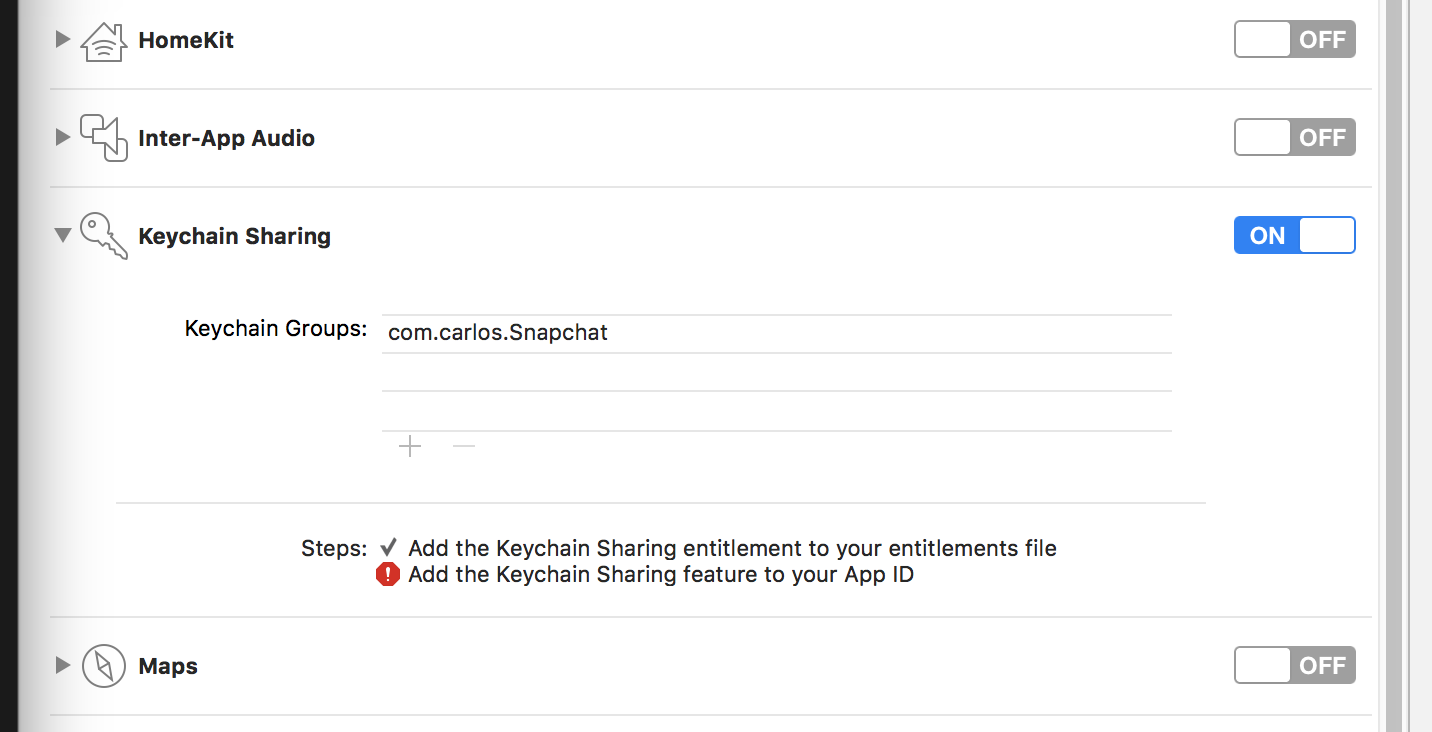 HomeKit OFF
Inter-App Audio OFF
Keychain Sharing ON
Keychain Groups: com.carlos.Snapchat
Steps: ✓ Add the Keychain Sharing entitlement to your entitlements file
! Add the Keychain Sharing feature to your App ID
Maps OFF